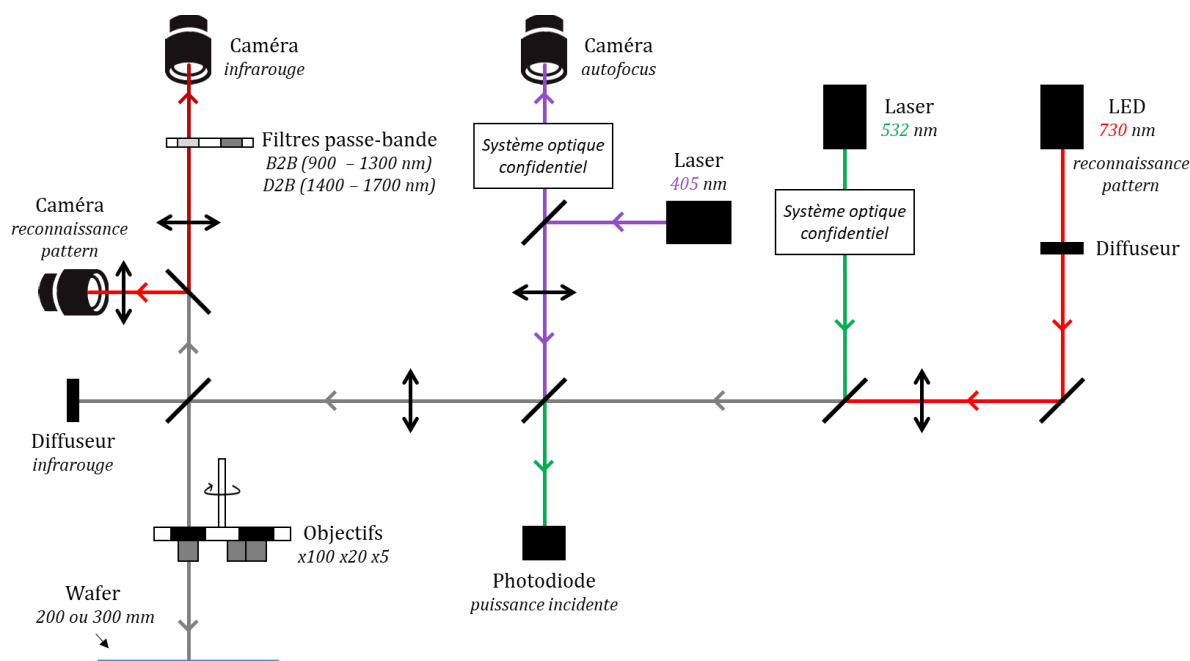 Caméra
infrarouge
Filtres passe-bande
B2B (900 – 1300 nm)
D2B (1400 – 1700 nm)
Caméra
reconnaissance
pattern
Diffuseur
infrarouge
Objectifs
x100 x20 x5
Wafer
200 ou 300 mm
Caméra
autofocus
Système optique
confidentiel
Laser
405 nm
Photodiode
puissance incidente
Laser
532 nm
Système optique
confidentiel
LED
730 nm
reconnaissance
pattern
Diffuseur